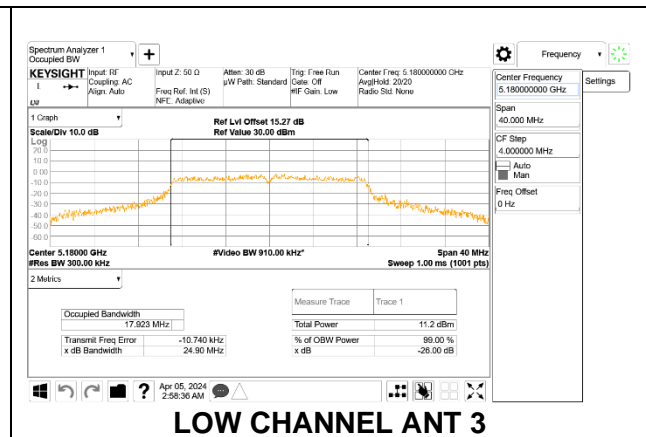 Spectrum Analyzer 1
Occupied BW
Frequency
KEYSIGHT Input: RF Input Z: 50 Ω Atten: 30 dB Trig: Free Run Center Freq: 5.180000000 GHz
Coupling: AC µW Path: Standard Gate: Off Avg|Hold: 20/20
Align: Auto Freq Ref: Int (S) #IF Gain: Low Radio Std: None
NFE: Adaptive
Center Frequency
5.180000000 GHz
Settings
Span
40.000 MHz
CF Step
4.000000 MHz
Auto
Man
Freq Offset
0 Hz
1 Graph
Ref Lvl Offset 15.27 dB
Scale/Div 10.0 dB Ref Value 30.00 dBm
Log
20.0
10.0
0.00
-10.0
-20.0
-30.0
-40.0
-50.0
-60.0
Center 5.18000 GHz #Video BW 910.00 kHz* Span 40 MHz
#Res BW 300.00 kHz Sweep 1.00 ms (1001 pts)
2 Metrics
Measure Trace Trace 1
Occupied Bandwidth
17.923 MHz Total Power 11.2 dBm
Transmit Freq Error -10.740 kHz % of OBW Power 99.00 %
x dB Bandwidth 24.90 MHz x dB -26.00 dB
Apr 05, 2024
2:58:36 AM
LOW CHANNEL ANT 3